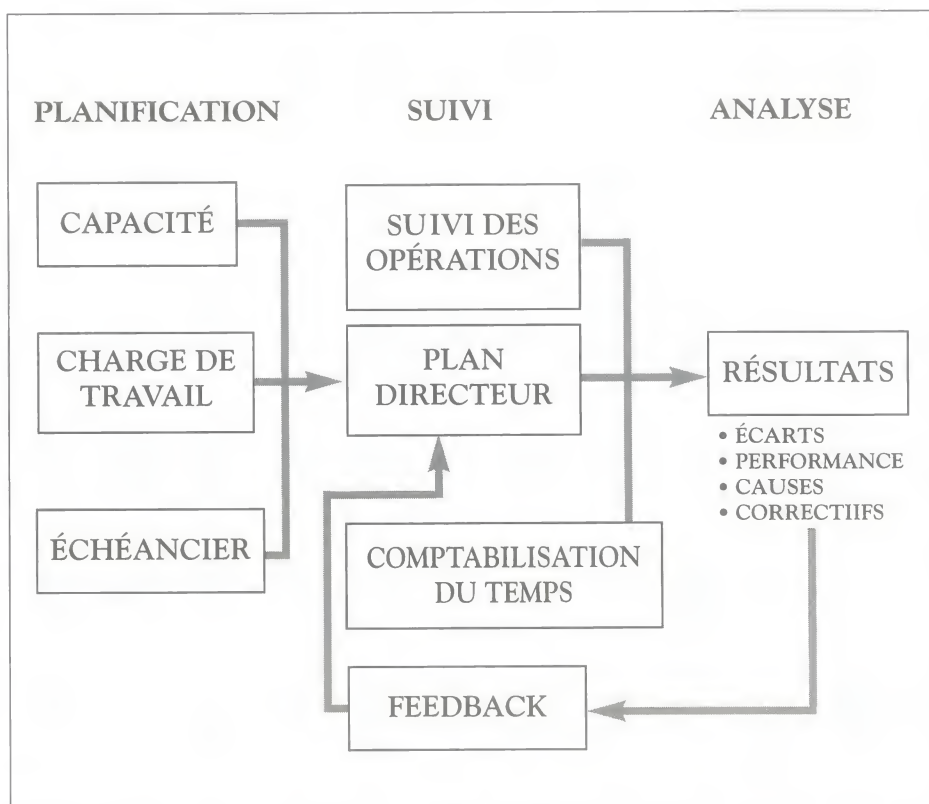 PLANIFICATION
SUIVI
ANALYSE
CAPACITÉ
CHARGE DE
TRAVAIL
ÉCHÉANCIER
SUIVI DES
OPÉRATIONS
PLAN
DIRECTEUR
COMPTABILISATION
DU TEMPS
FEEDBACK
RÉSULTATS
• ÉCARTS
• PERFORMANCE
• CAUSES
• CORRECTIIFS